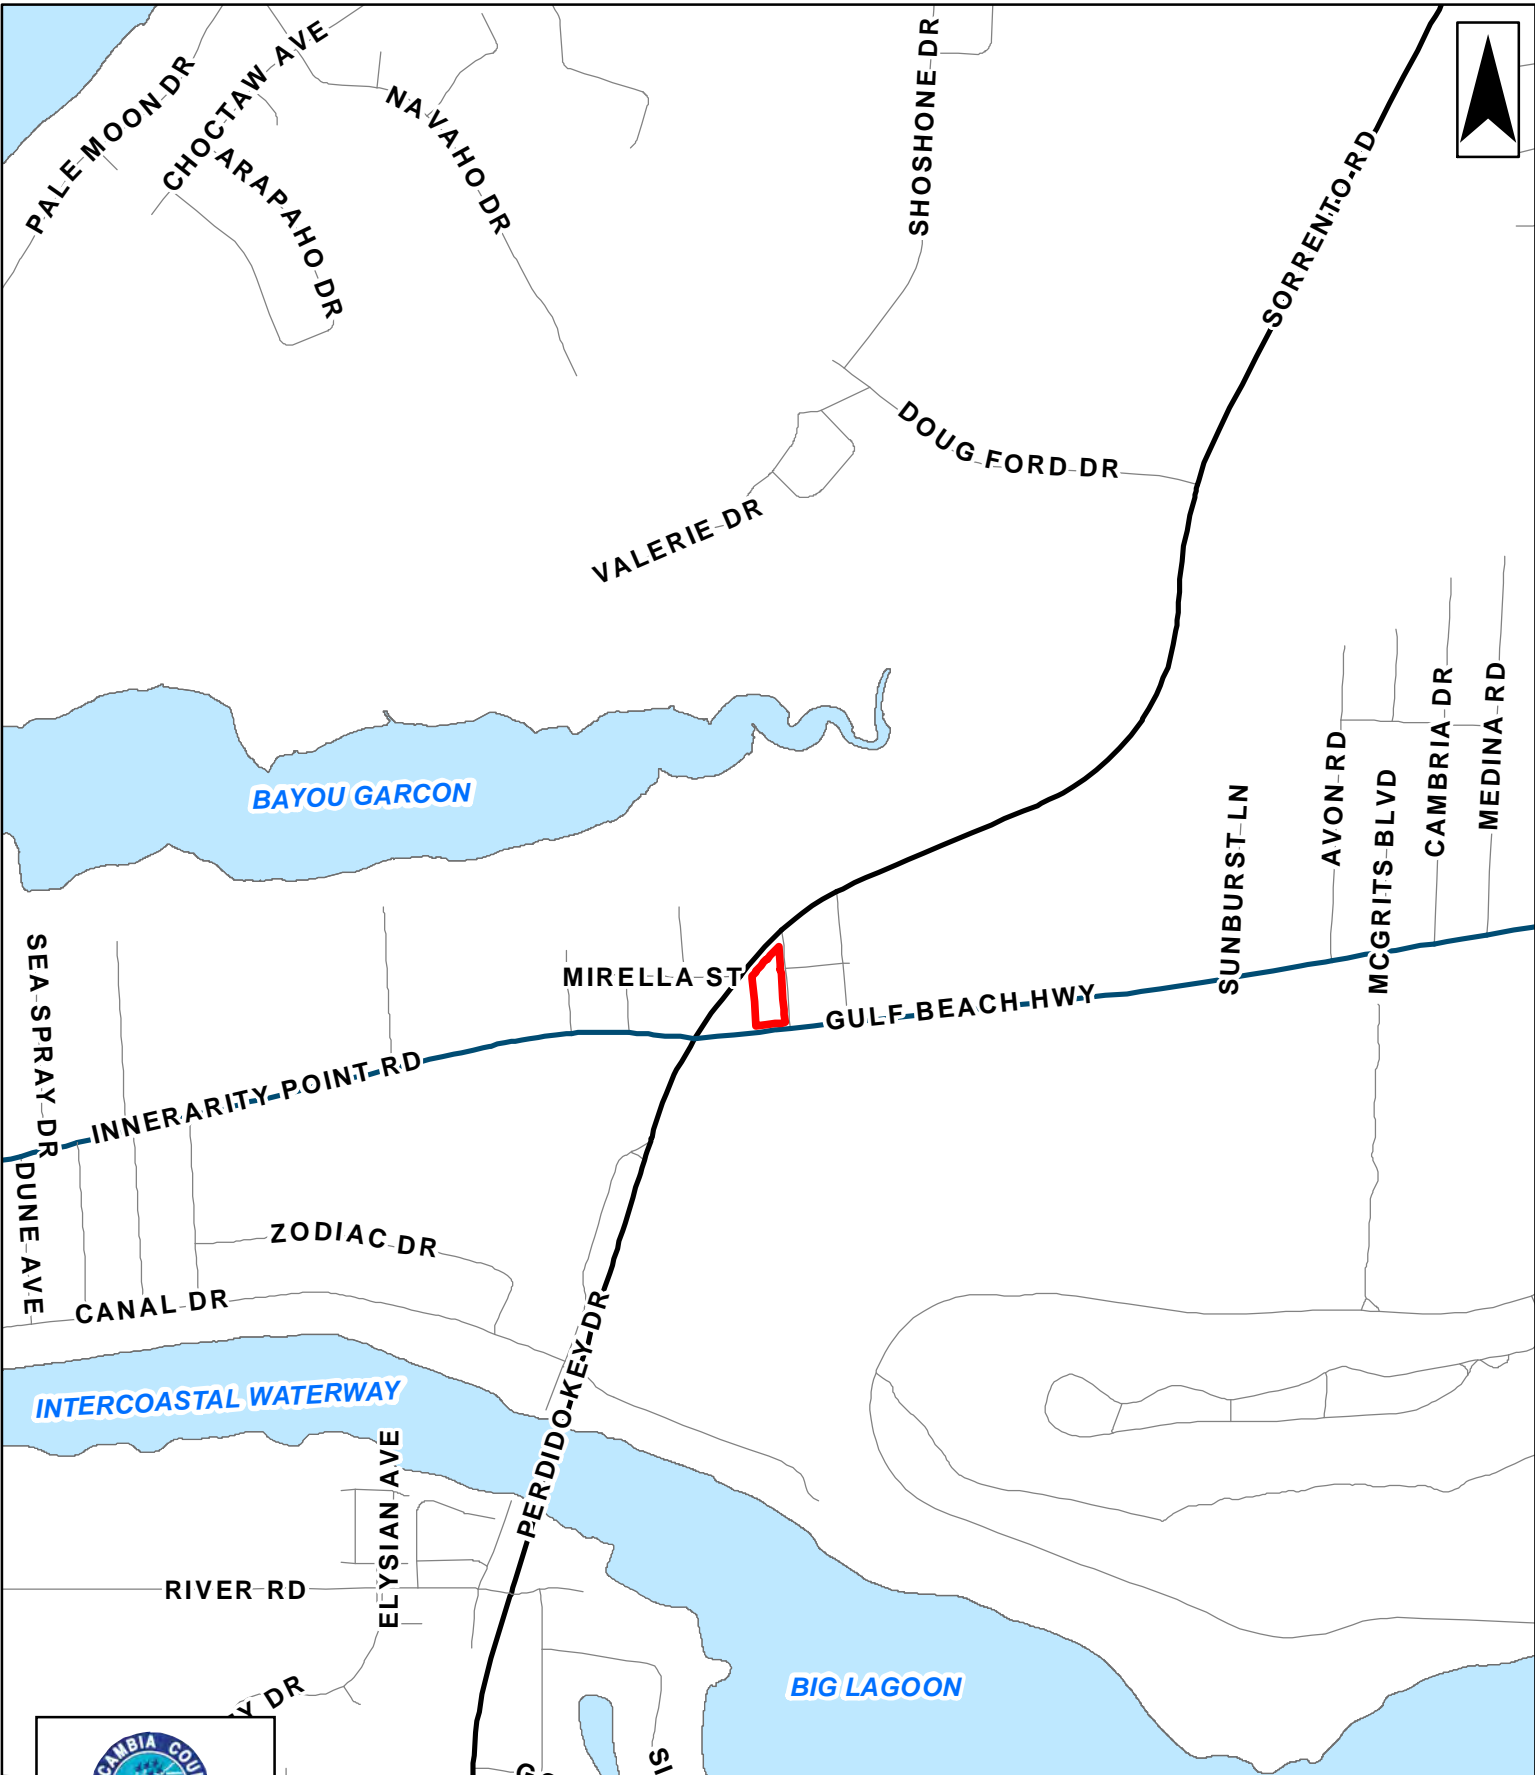 CHOCTAW AVE
PALE MOON DR
NAVAHO DR
ARAPAHO DR
SHOSHONE DR
SORRENTO RD
DOUG FORD DR
VALERIE DR
BAYOU GARCON
AVON RD
MCGRITS BLVD
CAMBRIA DR
MEDINA RD
SUNBURST LN
SEA SPRAY DR
MIRELLA ST
GULF BEACH HWY
INNERARITY POINT RD
DUNE AVE
ZODIAC DR
CANAL DR
PERDIDO KEY DR
INTERCOASTAL WATERWAY
ELYSIAN AVE
RIVER RD
BIG LAGOON
Y DR
CAMBIA COU